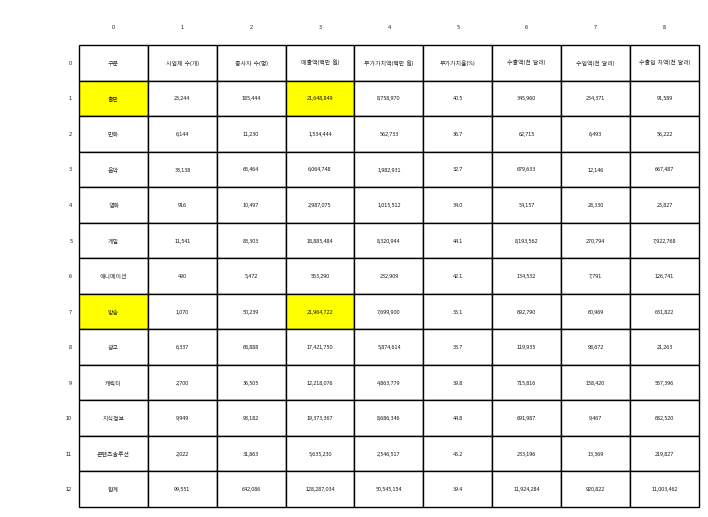 0 1 2 3 4 5 6 7 8
0 구분 사업체 수(개) 종사자 수(명) 매출액(백만 원) 부가가치액(백만 원) 부가가치율(%) 수출액(천 달러) 수입액(천 달러) 수출입 차액(천 달러)
1 출판 25,244 185,444 21,648,849 8,758,970 40.5 345,960 254,371 91,589
2 만화 6,144 11,230 1,534,444 562,733 36.7 62,715 6,493 56,222
3 음악 33,138 65,464 6,064,748 1,982,931 32.7 679,633 12,146 667,487
4 영화 916 10,497 2,987,075 1,015,512 34.0 54,157 28,330 25,827
5 게임 11,541 83,303 18,885,484 8,320,944 44.1 8,193,562 270,794 7,922,768
6 애니메이션 490 5,472 553,290 232,909 42.1 134,532 7,791 126,741
7 방송 1,070 50,239 21,964,722 7,699,900 35.1 692,790 60,969 631,822
8 광고 6,337 68,888 17,421,750 5,874,614 33.7 119,935 98,672 21,263
9 캐릭터 2,700 36,505 12,218,076 4,863,779 39.8 715,816 158,420 557,396
10 지식정보 9,949 93,182 19,373,367 8,686,346 44.8 691,987 9,467 682,520
11 콘텐츠솔루션 2,022 31,863 5,635,230 2,546,517 45.2 233,196 13,369 219,827
12 합계 99,551 642,086 128,287,034 50,545,154 39.4 11,924,284 920,822 11,003,462